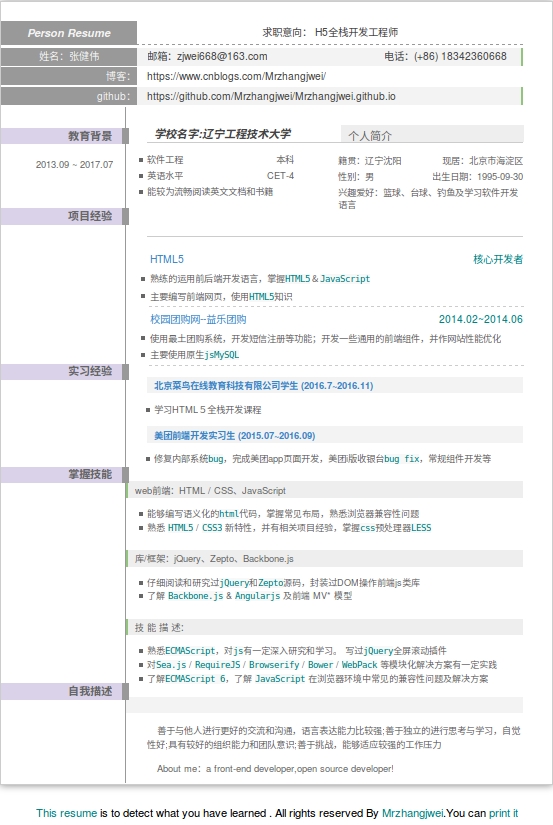 Person Resume
求职意向： H5全栈开发工程师
姓名：张健伟
邮箱：zjwei668@163.com
电话：(+86) 18342360668
博客：
https://www.cnblogs.com/Mrzhangjwei/
github：
https://github.com/Mrzhangjwei/Mrzhangjwei.github.io
教育背景
学校名字:辽宁工程技术大学
个人简介
2013.09 ~ 2017.07
软件工程 本科
英语水平 CET-4
能较为流畅阅读英文文档和书籍
籍贯：辽宁沈阳 现居：北京市海淀区
性别：男 出生日期：1995-09-30
兴趣爱好：篮球、台球、钓鱼及学习软件开发
语言
项目经验
HTML5 核心开发者
熟练的运用前后端开发语言，掌握HTML5＆JavaScript
主要编写前端网页，使用HTML5知识
校园团购网--益乐团购 2014.02~2014.06
使用最土团购系统，开发短信注册等功能；开发一些通用的前端组件，并作网站性能优化
主要使用原生jsMySQL
实习经验
北京菜鸟在线教育科技有限公司学生 (2016.7~2016.11)
学习HTML５全栈开发课程
美团前端开发实习生 (2015.07~2016.09)
修复内部系统bug，完成美团app页面开发，美团i版收银台bug fix，常规组件开发等
掌握技能
web前端：HTML / CSS、JavaScript
能够编写语义化的html代码，掌握常见布局，熟悉浏览器兼容性问题
熟悉 HTML5 / CSS3 新特性，并有相关项目经验，掌握css预处理器LESS
库/框架：jQuery、Zepto、Backbone.js
仔细阅读和研究过jQuery和Zepto源码，封装过DOM操作前端js类库
了解 Backbone.js & Angularjs 及前端 MV* 模型
技 能 描 述：
熟悉ECMAScript，对js有一定深入研究和学习。 写过jQuery全屏滚动插件
对Sea.js / RequireJS / Browserify / Bower / WebPack 等模块化解决方案有一定实践
了解ECMAScript 6，了解 JavaScript 在浏览器环境中常见的兼容性问题及解决方案
自我描述
善于与他人进行更好的交流和沟通，语言表达能力比较强;善于独立的进行思考与学习，自觉
性好;具有较好的组织能力和团队意识;善于挑战，能够适应较强的工作压力
About me：a front-end developer,open source developer!
This resume is to detect what you have learned . All rights reserved By Mrzhangjwei.You can print it